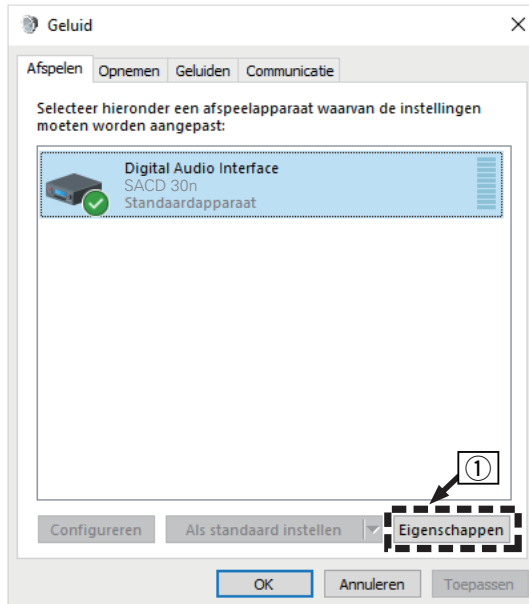 Geluid
Afspelen Opnemen Geluiden Communicatie
Selecteer hieronder een afspeelapparaat waarvan de instellingen
moeten worden aangepast:
Digital Audio Interface
SACD 30n
Standaardapparaat
①
Configureren Als standaard instellen Eigenschappen
OK Annuleren Toepassen